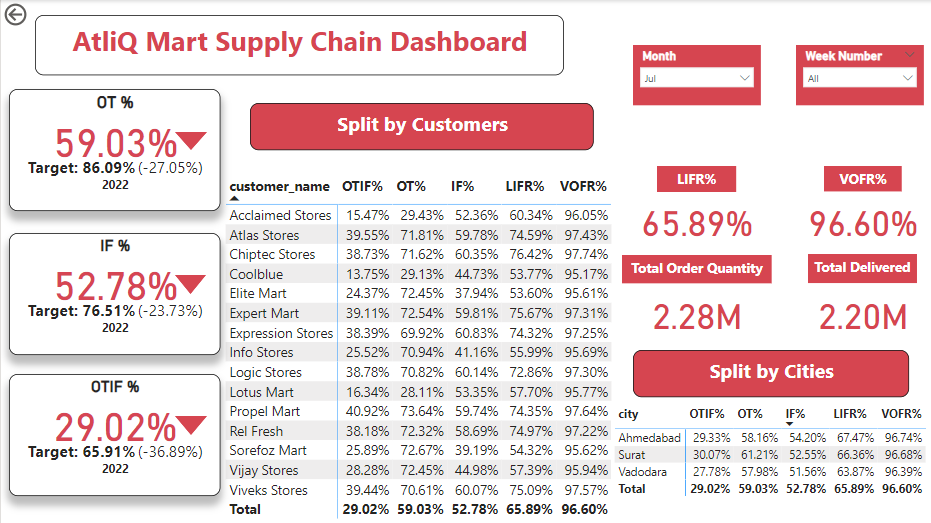 AtliQ Mart Supply Chain Dashboard
Month
Jul
Week Number
All
OT %
59.03%
Target: 86.09% (-27.05%)
2022
IF %
52.78%
Target: 76.51% (-23.73%)
2022
OTIF %
29.02%
Target: 65.91% (-36.89%)
2022
Split by Customers
customer_name OTIF% OT% IF% LIFR% VOFR%
Acclaimed Stores 15.47% 29.43% 52.36% 60.34% 96.05%
Atlas Stores 39.55% 71.81% 59.78% 74.59% 97.43%
Chiptec Stores 38.73% 71.62% 60.35% 76.42% 97.74%
Coolblue 13.75% 29.13% 44.73% 53.77% 95.17%
Elite Mart 24.37% 72.45% 37.94% 53.60% 95.61%
Expert Mart 39.11% 72.54% 59.81% 75.67% 97.31%
Expression Stores 38.39% 69.92% 60.83% 74.32% 97.25%
Info Stores 25.52% 70.94% 41.16% 55.99% 95.69%
Logic Stores 38.78% 70.82% 60.14% 72.86% 97.30%
Lotus Mart 16.34% 28.11% 53.35% 57.70% 95.77%
Propel Mart 40.92% 73.64% 59.74% 74.35% 97.64%
Rel Fresh 38.18% 72.32% 58.69% 74.97% 97.22%
Sorefoz Mart 25.89% 72.67% 39.19% 54.32% 95.62%
Vijay Stores 28.28% 72.45% 44.98% 57.39% 95.94%
Viveks Stores 39.44% 70.61% 60.07% 75.09% 97.57%
Total 29.02% 59.03% 52.78% 65.89% 96.60%
LIFR%
65.89%
VOFR%
96.60%
Total Order Quantity
2.28M
Total Delivered
2.20M
Split by Cities
city OTIF% OT% IF% LIFR% VOFR%
Ahmedabad 29.33% 58.16% 54.20% 67.47% 96.74%
Surat 30.07% 61.21% 52.55% 66.36% 96.68%
Vadodara 27.78% 57.98% 51.56% 63.87% 96.39%
Total 29.02% 59.03% 52.78% 65.89% 96.60%